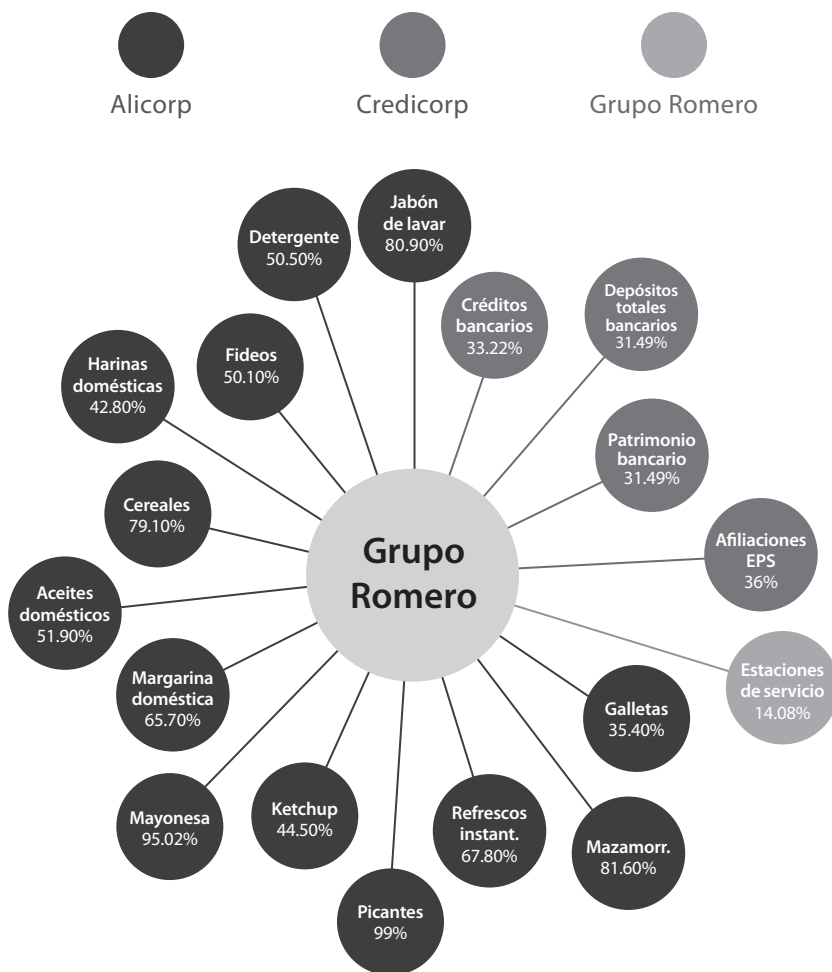 Alicorp
Credicorp
Grupo Romero
Jabón
de lavar
80.90%
Detergente
50.50%
Créditos
bancarios
33.22%
Depósitos
totales
bancarios
31.49%
Fideos
50.10%
Harinas
domésticas
42.80%
Patrimonio
bancario
31.49%
Cereales
79.10%
Afiliaciones
EPS
36%
Grupo
Romero
Aceites
domésticos
51.90%
Margarina
doméstica
65.70%
Estaciones
de servicio
14.08%
Galletas
35.40%
Mayonesa
95.02%
Ketchup
44.50%
Refrescos
instant.
67.80%
Mazamorr.
81.60%
Picantes
99%